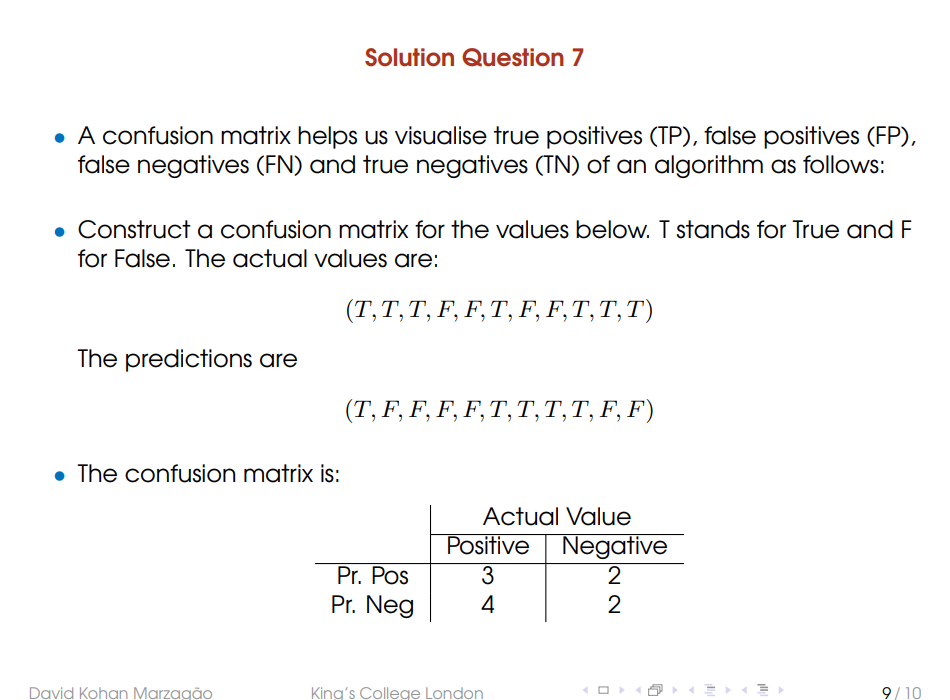 Solution Question 7
• A confusion matrix helps us visualise true positives (TP), false positives (FP),
false negatives (FN) and true negatives (TN) of an algorithm as follows:
• Construct a confusion matrix for the values below. T stands for True and F
for False. The actual values are:
(T, T, T, F, F, T, F, F, T, T, T)
The predictions are
(T, F, F, F, F, T, T, T, T, F, F)
• The confusion matrix is:
Actual Value
Positive Negative
Pr. Pos 3 2
Pr. Neg 4 2
David Kohan Marzagão King's College London 9 / 10